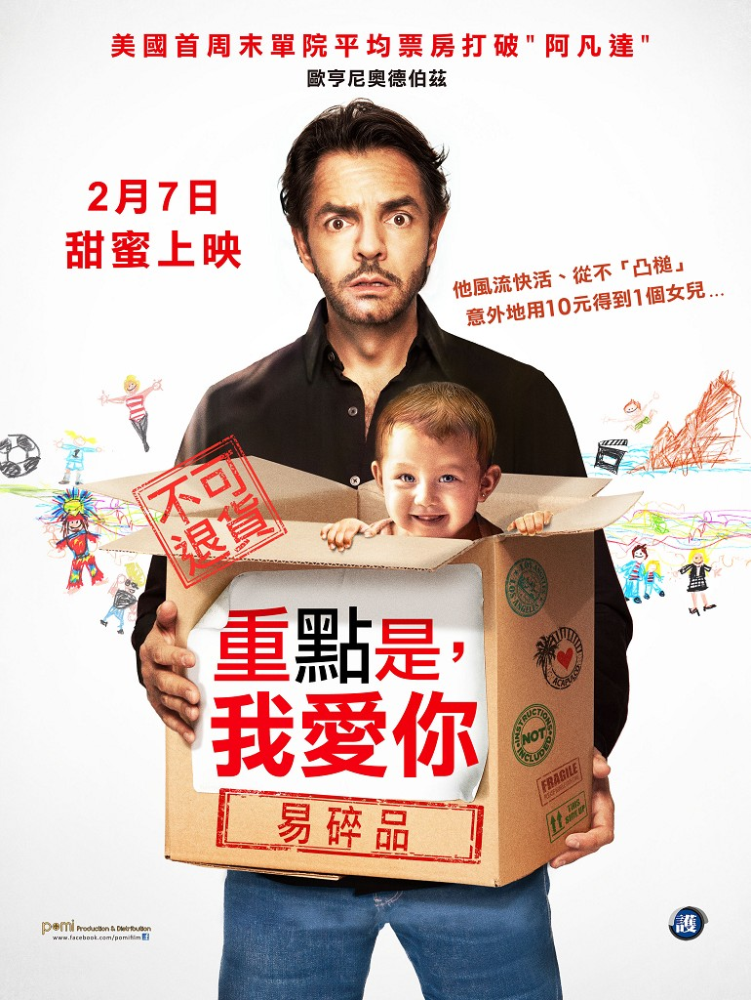 美國首周末單院平均票房打破"阿凡達"
歐亨尼奧德伯茲
2月7日
甜蜜上映
他風流快活、從不「凸槌」
意外地用10元得到1個女兒...
不可
退貨
重點是,
我愛你
易碎品
LOS ANGELES
ACAPULCO
INSTRUCTIONS
NOT
INCLUDED
FRAGILE
THIS
SIDE UP
pomi Production & Distribution
www.facebook.com/pomifilm
護